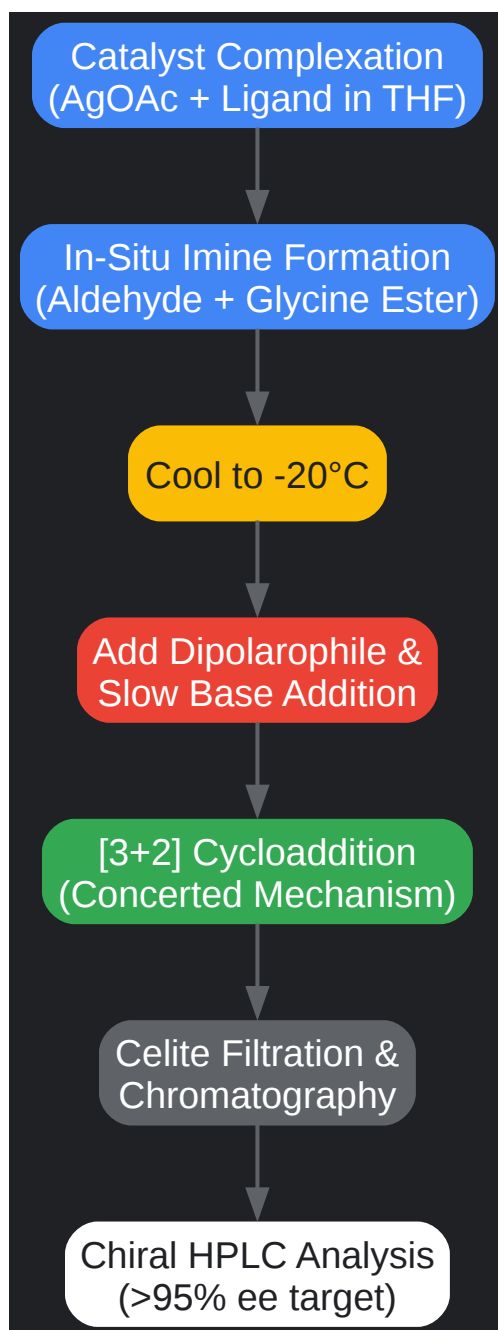 Catalyst Complexation
(AgOAc + Ligand in THF)
In-Situ Imine Formation
(Aldehyde + Glycine Ester)
Cool to -20°C
Add Dipolarophile &
Slow Base Addition
[3+2] Cycloaddition
(Concerted Mechanism)
Celite Filtration &
Chromatography
Chiral HPLC Analysis
(>95% ee target)